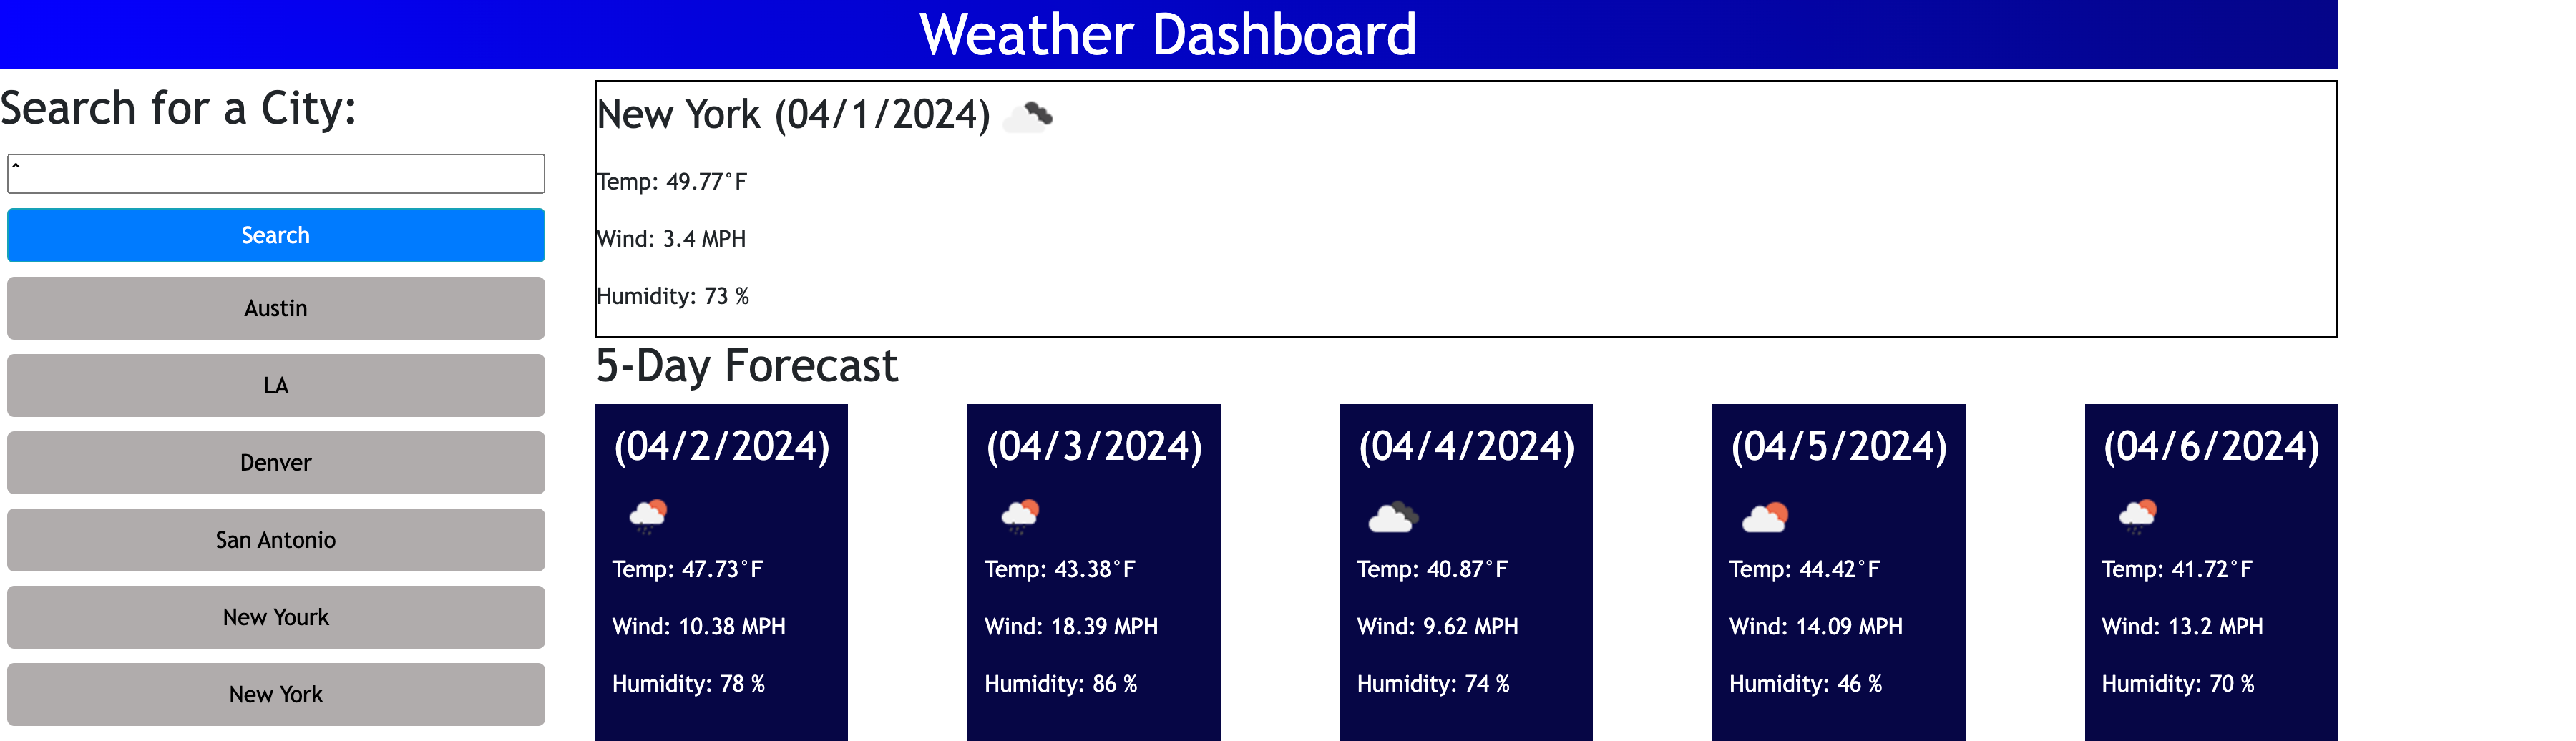 Weather Dashboard
Search for a City:
^
Search
Austin
LA
Denver
San Antonio
New Yourk
New York
New York (04/1/2024)
Temp: 49.77°F
Wind: 3.4 MPH
Humidity: 73 %
5-Day Forecast
(04/2/2024)
Temp: 47.73°F
Wind: 10.38 MPH
Humidity: 78 %
(04/3/2024)
Temp: 43.38°F
Wind: 18.39 MPH
Humidity: 86 %
(04/4/2024)
Temp: 40.87°F
Wind: 9.62 MPH
Humidity: 74 %
(04/5/2024)
Temp: 44.42°F
Wind: 14.09 MPH
Humidity: 46 %
(04/6/2024)
Temp: 41.72°F
Wind: 13.2 MPH
Humidity: 70 %